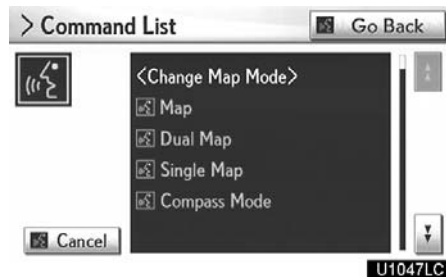 > Command List
Go Back
<Change Map Mode>
Map
Dual Map
Single Map
Compass Mode
Cancel
U1047LC